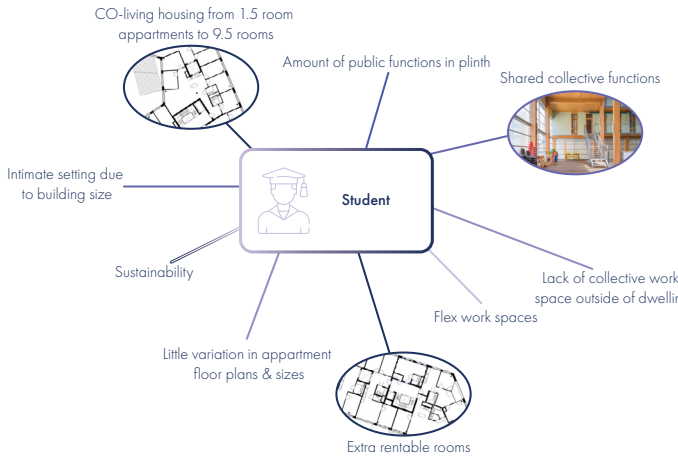 CO-living housing from 1.5 room
appartments to 9.5 rooms
Amount of public functions in plinth
Shared collective functions
Intimate setting due
to building size
Student
Sustainability
Lack of collective work
space outside of
Flex work spaces
Little variation in appartment
floor plans & sizes
Extra rentable rooms